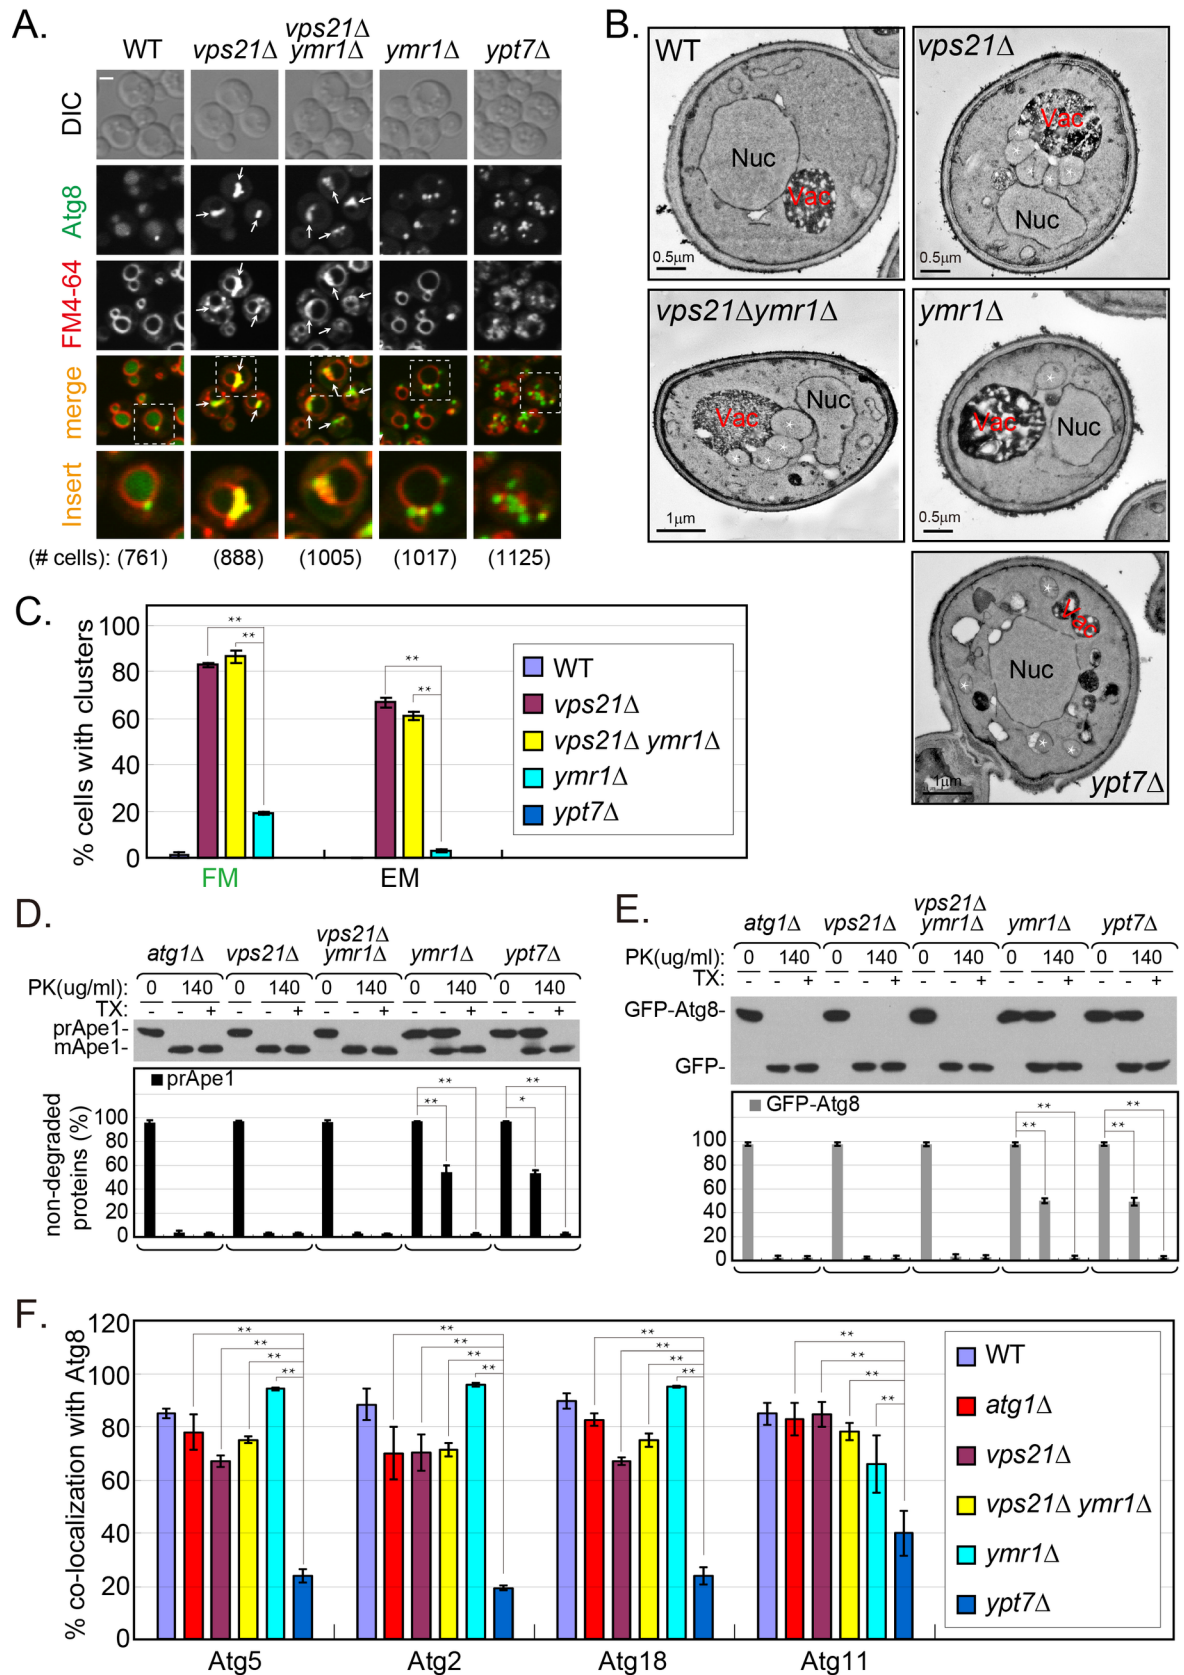 A.
WT vps21Δ vps21Δ ymr1Δ ymr1Δ ypt7Δ
DIC
Atg8
FM4-64
merge
Insert
(# cells): (761) (888) (1005) (1017) (1125)
B.
WT
Nuc
Vac
0.5μm
vps21Δ
Vac
Nuc
0.5μm
vps21Δymr1Δ
Vac
Nuc
1μm
ymr1Δ
Vac
Nuc
0.5μm
Vac
Nuc
1μm
ypt7Δ
C.
% cells with clusters
100
80
60
40
20
0
** ** ** **
FM EM
WT
vps21Δ
vps21Δ ymr1Δ
ymr1Δ
ypt7Δ
D.
atg1Δ vps21Δ vps21Δ ymr1Δ ymr1Δ ypt7Δ
PK(ug/ml): 0 140 0 140 0 140 0 140 0 140
TX: - - + - - + - - + - - + - - +
prApe1-
mApe1-
prApe1
non-degraded proteins (%)
100
80
60
40
20
0
** ** ** *
E.
atg1Δ vps21Δ vps21Δ ymr1Δ ymr1Δ ypt7Δ
PK(ug/ml): 0 140 0 140 0 140 0 140 0 140
TX: - - + - - + - - + - - + - - +
GFP-Atg8-
GFP-
GFP-Atg8
100
80
60
40
20
0
** ** ** **
F.
% co-localization with Atg8
120
100
80
60
40
20
0
** ** ** **
** ** ** **
** ** ** **
** ** ** **
Atg5 Atg2 Atg18 Atg11
WT
atg1Δ
vps21Δ
vps21Δ ymr1Δ
ymr1Δ
ypt7Δ